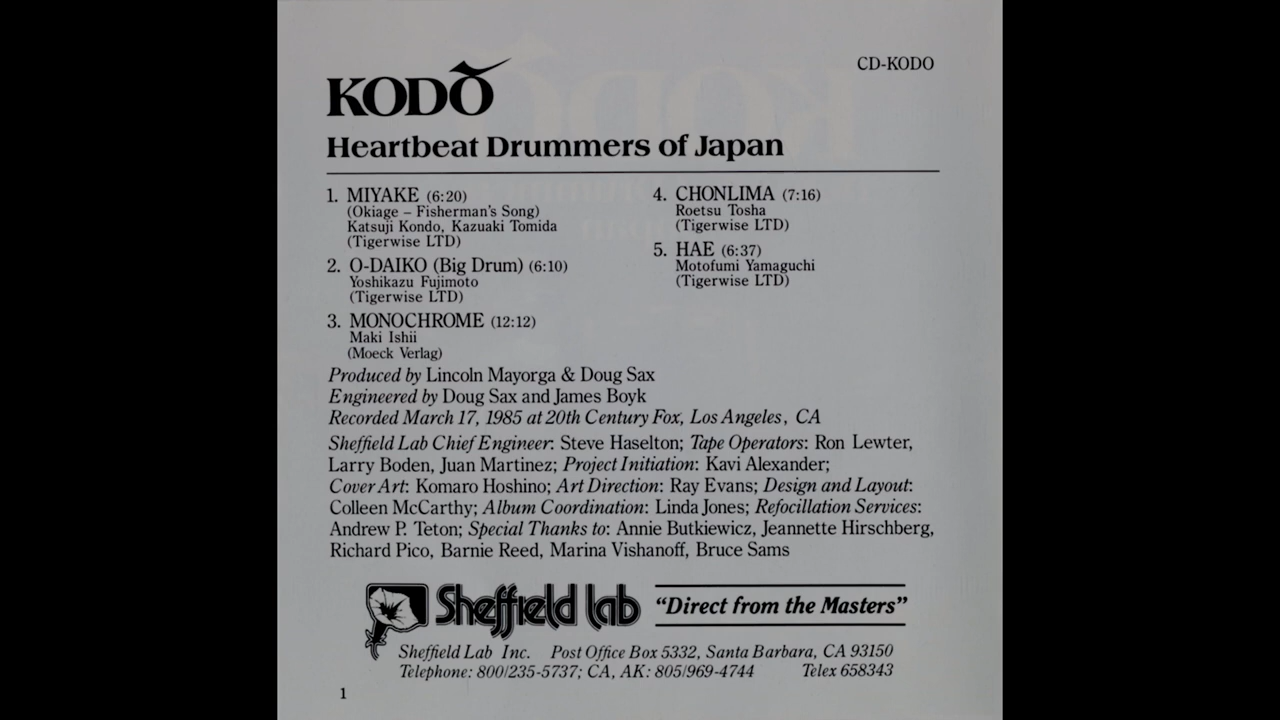 CD-KODO
KODŌ
Heartbeat Drummers of Japan
1. MIYAKE (6:20)
(Okiage – Fisherman's Song)
Katsuji Kondo, Kazuaki Tomida
(Tigerwise LTD)
2. O-DAIKO (Big Drum) (6:10)
Yoshikazu Fujimoto
(Tigerwise LTD)
3. MONOCHROME (12:12)
Maki Ishii
(Moeck Verlag)
4. CHONLIMA (7:16)
Roetsu Tosha
(Tigerwise LTD)
5. HAE (6:37)
Motofumi Yamaguchi
(Tigerwise LTD)
Produced by Lincoln Mayorga & Doug Sax
Engineered by Doug Sax and James Boyk
Recorded March 17, 1985 at 20th Century Fox, Los Angeles, CA
Sheffield Lab Chief Engineer: Steve Haselton; Tape Operators: Ron Lewter,
Larry Boden, Juan Martinez; Project Initiation: Kavi Alexander;
Cover Art: Komaro Hoshino; Art Direction: Ray Evans; Design and Layout:
Colleen McCarthy; Album Coordination: Linda Jones; Refocillation Services:
Andrew P. Teton; Special Thanks to: Annie Butkiewicz, Jeannette Hirschberg,
Richard Pico, Barnie Reed, Marina Vishanoff, Bruce Sams
Sheffield Lab "Direct from the Masters"
Sheffield Lab Inc. Post Office Box 5332, Santa Barbara, CA 93150
Telephone: 800/235-5737; CA, AK: 805/969-4744 Telex 658343
1